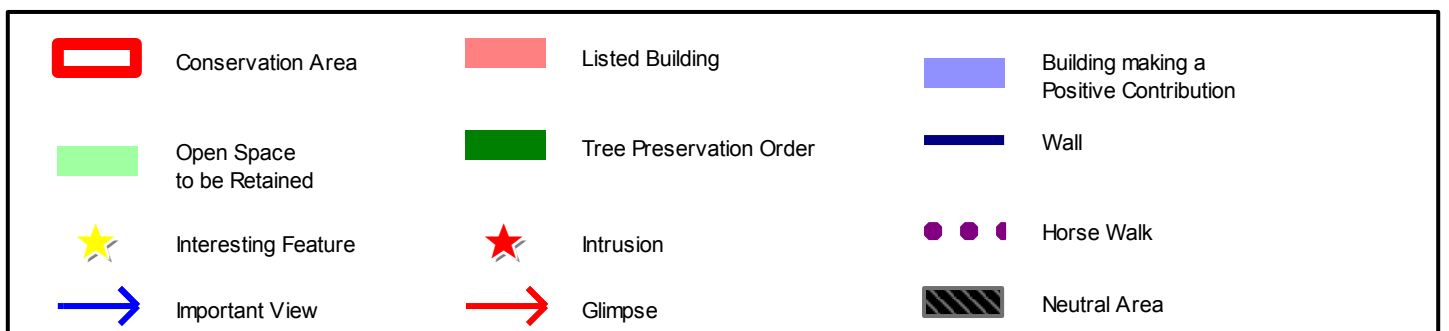 Conservation Area
Listed Building
Building making a
Positive Contribution
Open Space
to be Retained
Tree Preservation Order
Wall
Interesting Feature
Intrusion
Horse Walk
Important View
Glimpse
Neutral Area